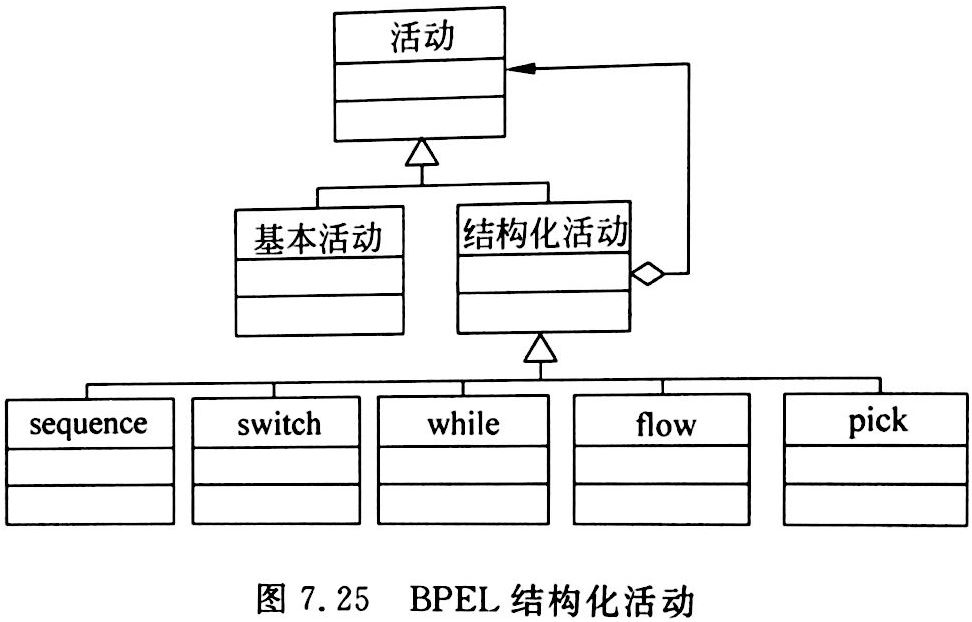 活动
基本活动
结构化活动
sequence
switch
while
flow
pick
图 7.25 BPEL 结构化活动